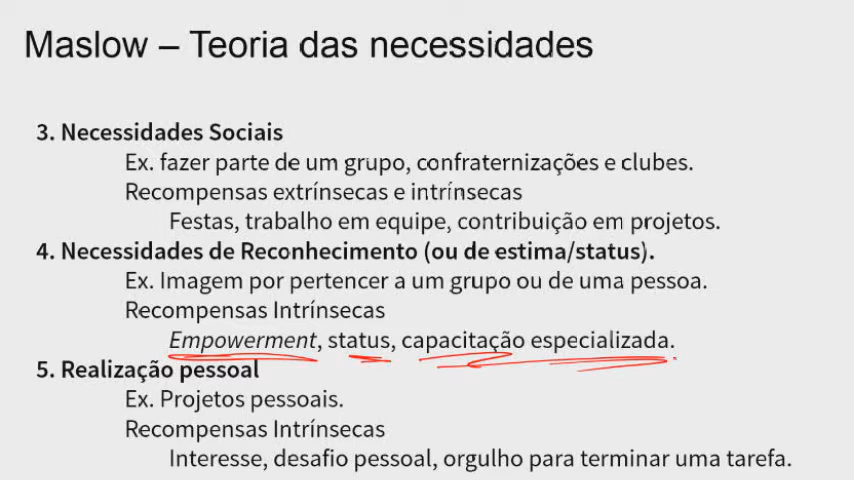 Maslow – Teoria das necessidades
3. Necessidades Sociais
Ex. fazer parte de um grupo, confraternizações e clubes.
Recompensas extrínsecas e intrínsecas
Festas, trabalho em equipe, contribuição em projetos.
4. Necessidades de Reconhecimento (ou de estima/status).
Ex. Imagem por pertencer a um grupo ou de uma pessoa.
Recompensas Intrínsecas
Empowerment, status, capacitação especializada.
5. Realização pessoal
Ex. Projetos pessoais.
Recompensas Intrínsecas
Interesse, desafio pessoal, orgulho para terminar uma tarefa.